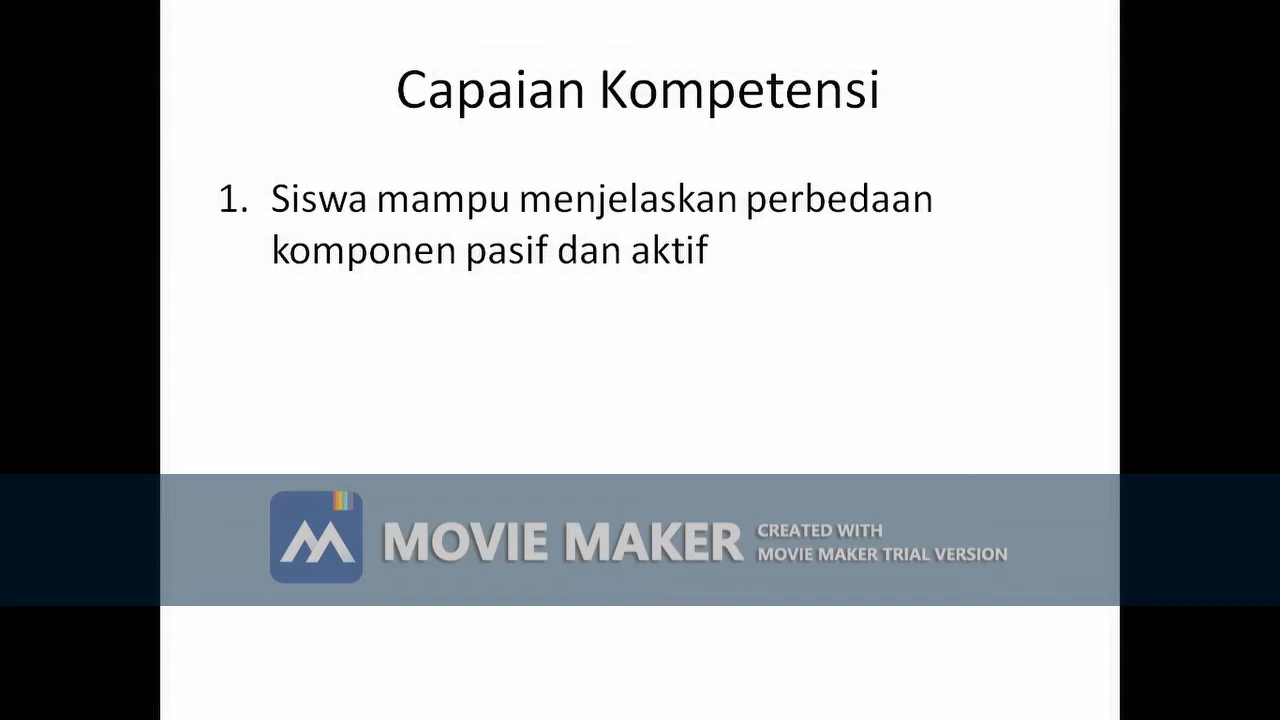 Capaian Kompetensi
1. Siswa mampu menjelaskan perbedaan
komponen pasif dan aktif
MOVIE MAKER
CREATED WITH
MOVIE MAKER TRIAL VERSION